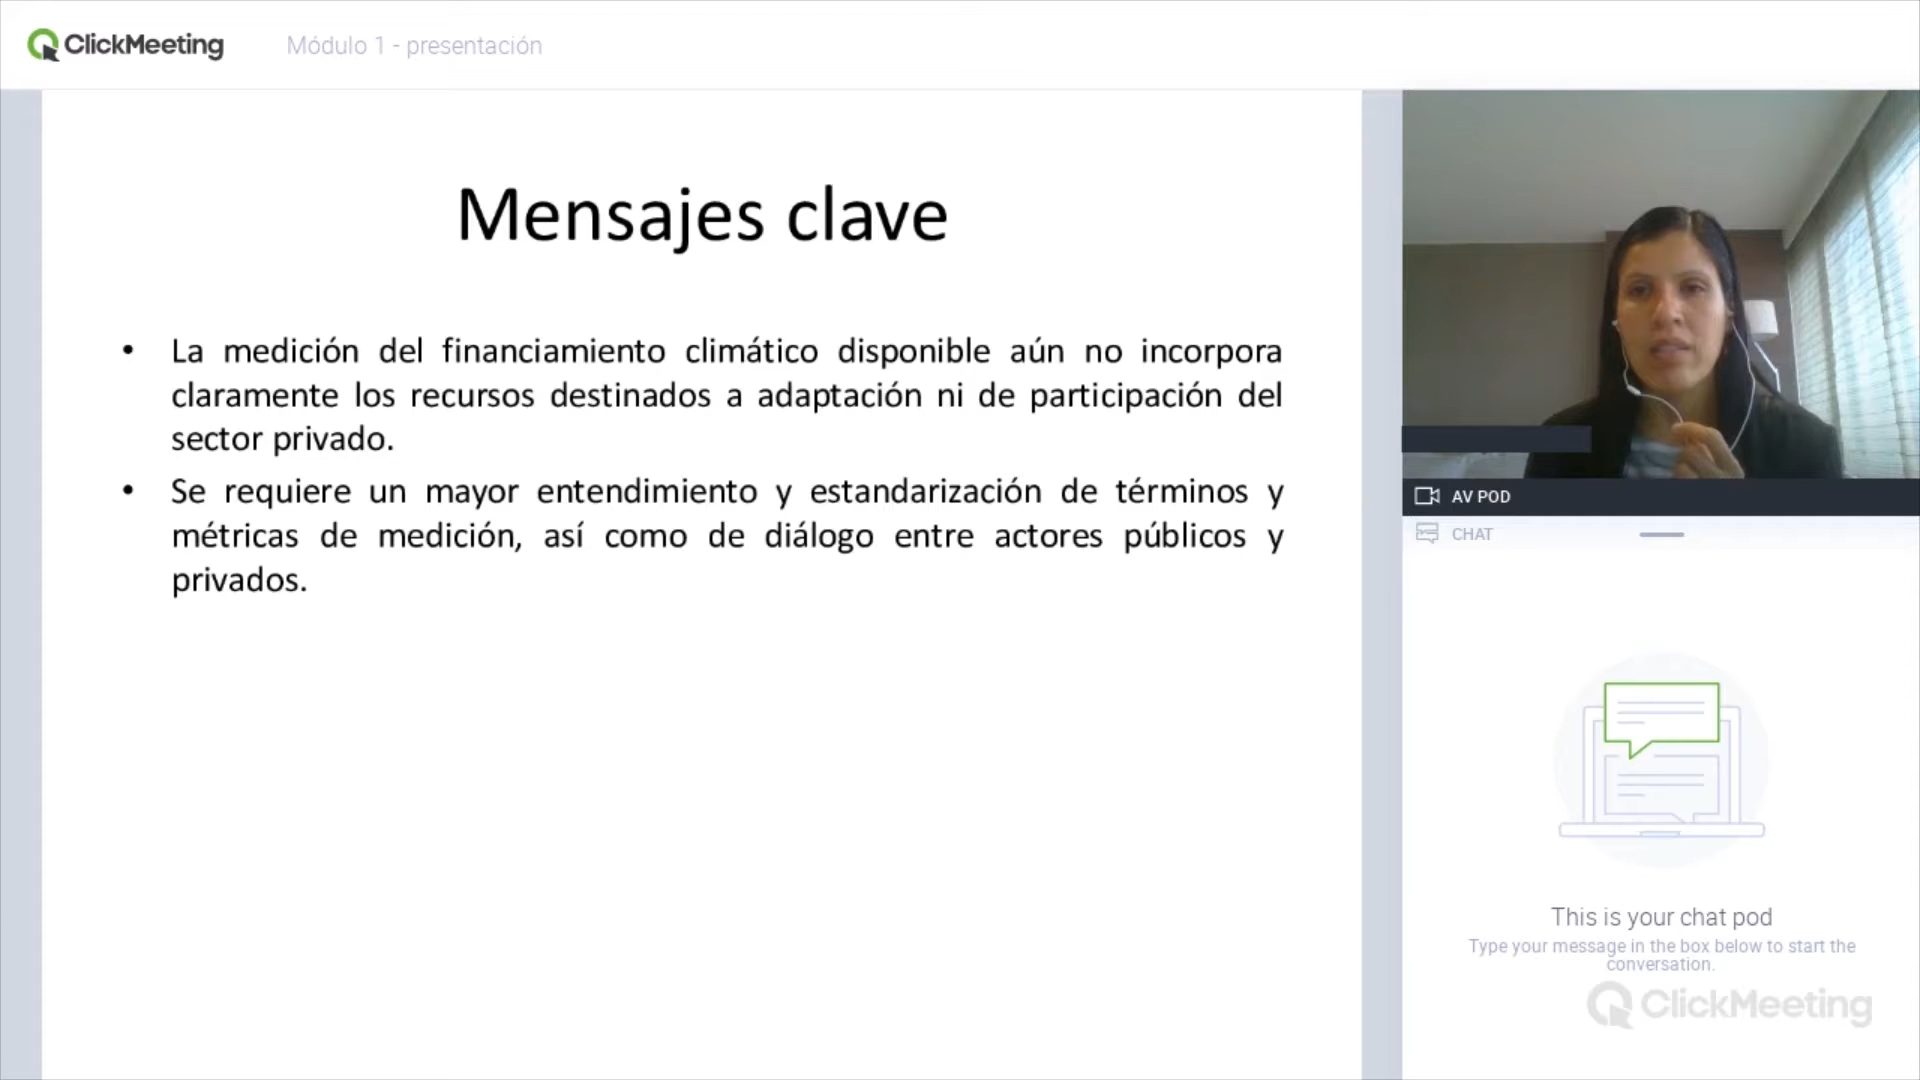 ClickMeeting
Módulo 1 - presentación
Mensajes clave
• La medición del financiamiento climático disponible aún no incorpora
claramente los recursos destinados a adaptación ni de participación del
sector privado.
• Se requiere un mayor entendimiento y estandarización de términos y
métricas de medición, así como de diálogo entre actores públicos y
privados.
AV POD
CHAT
This is your chat pod
Type your message in the box below to start the
conversation.
ClickMeeting